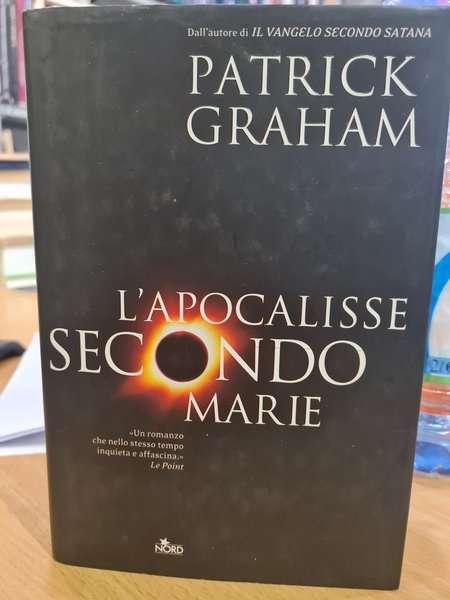 Dall'autore di IL VANGELO SECONDO SATANA
PATRICK
GRAHAM
L'APOCALISSE
SECONDO
MARIE
«Un romanzo
che nello stesso tempo
inquieta e affascina.»
Le Point
NORD